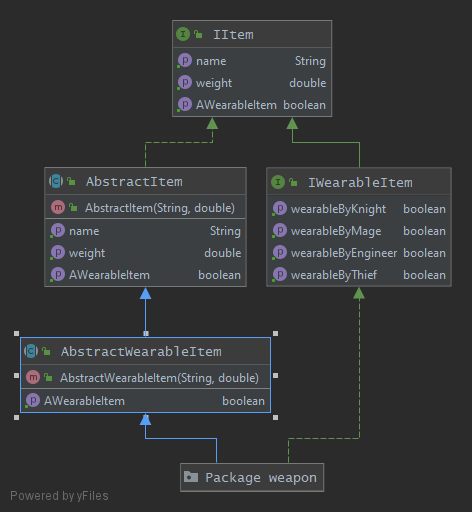 IItem
name String
weight double
AWearableItem boolean
AbstractItem
AbstractItem(String, double)
name String
weight double
AWearableItem boolean
IWearableItem
wearableByKnight boolean
wearableByMage boolean
wearableByEngineer boolean
wearableByThief boolean
AbstractWearableItem
AbstractWearableItem(String, double)
AWearableItem boolean
Package weapon
Powered by yFiles